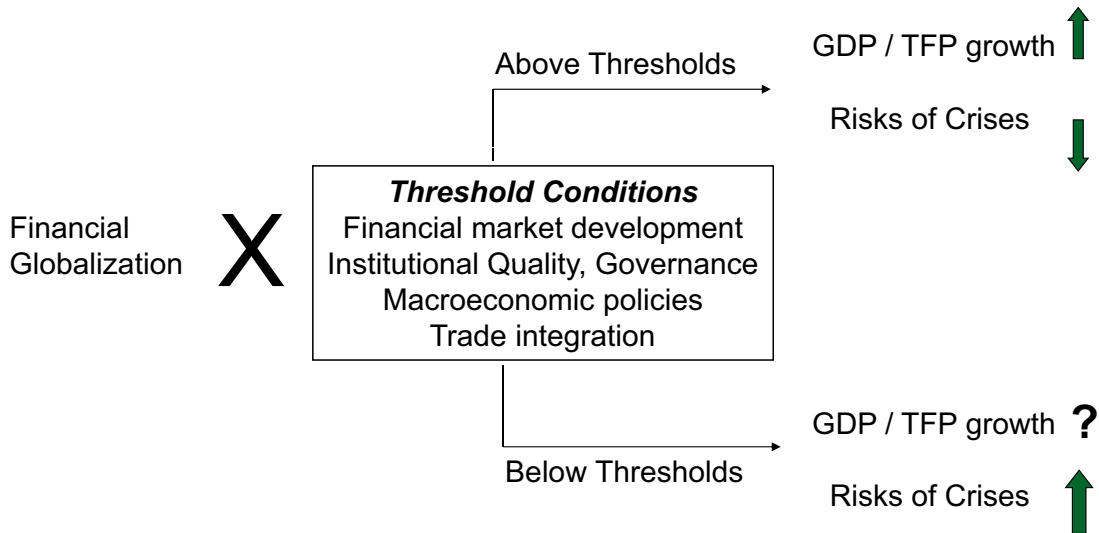 GDP / TFP growth
Above Thresholds
Risks of Crises
Threshold Conditions
Financial market development
Institutional Quality, Governance
Macroeconomic policies
Trade integration
Financial
Globalization
X
GDP / TFP growth ?
Below Thresholds
Risks of Crises